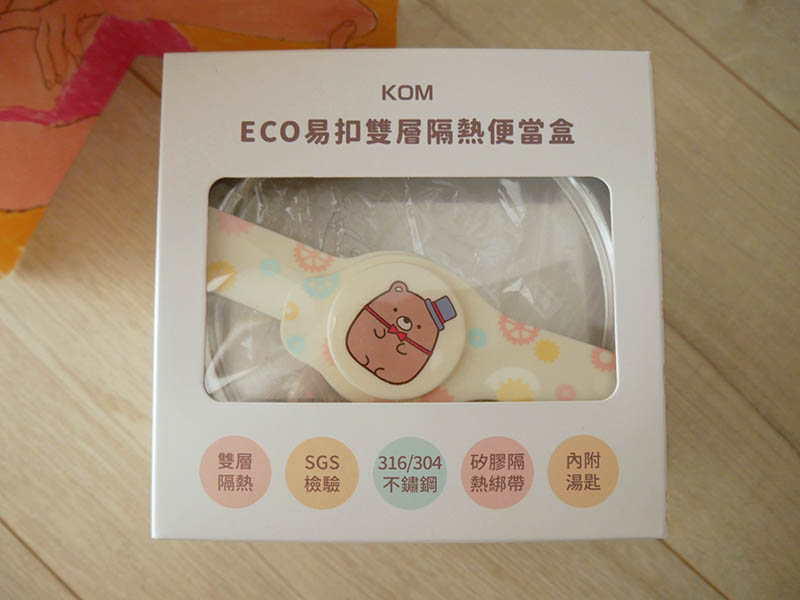 KOM
ECO易扣雙層隔熱便當盒
雙層
隔熱
SGS
檢驗
316/304
不鏽鋼
矽膠隔
熱綁帶
內附
湯匙